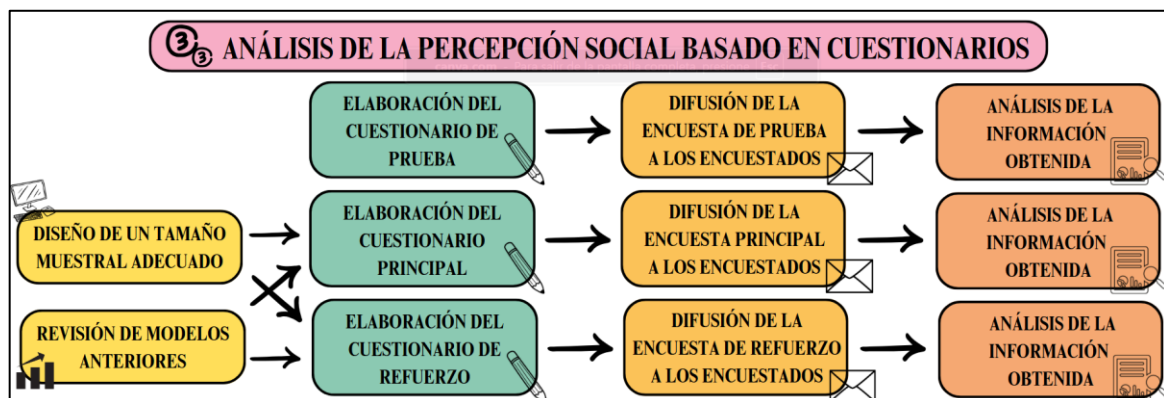 3 3 ANÁLISIS DE LA PERCEPCIÓN SOCIAL BASADO EN CUESTIONARIOS
ELABORACIÓN DEL
CUESTIONARIO DE
PRUEBA
DIFUSIÓN DE LA
ENCUESTA DE PRUEBA
A LOS ENCUESTADOS
ANÁLISIS DE LA
INFORMACIÓN
OBTENIDA
DISEÑO DE UN TAMAÑO
MUESTRAL ADECUADO
ELABORACIÓN DEL
CUESTIONARIO
PRINCIPAL
DIFUSIÓN DE LA
ENCUESTA PRINCIPAL
A LOS ENCUESTADOS
ANÁLISIS DE LA
INFORMACIÓN
OBTENIDA
REVISIÓN DE MODELOS
ANTERIORES
ELABORACIÓN DEL
CUESTIONARIO DE
REFUERZO
DIFUSIÓN DE LA
ENCUESTA DE REFUERZO
A LOS ENCUESTADOS
ANÁLISIS DE LA
INFORMACIÓN
OBTENIDA